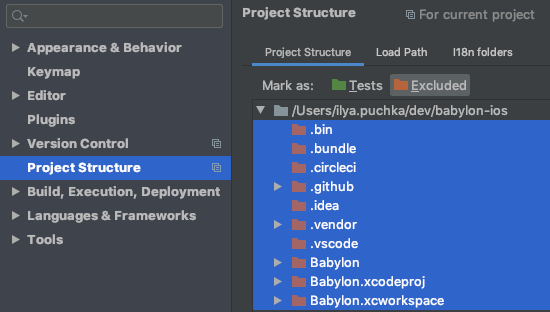 Project Structure
For current project
Appearance & Behavior
Keymap
Editor
Plugins
Version Control
Project Structure
Build, Execution, Deployment
Languages & Frameworks
Tools
Project Structure
Load Path
I18n folders
Mark as:
Tests
Excluded
/Users/ilya.puchka/dev/babylon-ios
.bin
.bundle
.circleci
.github
.idea
.vendor
.vscode
Babylon
Babylon.xcodeproj
Babylon.xcworkspace